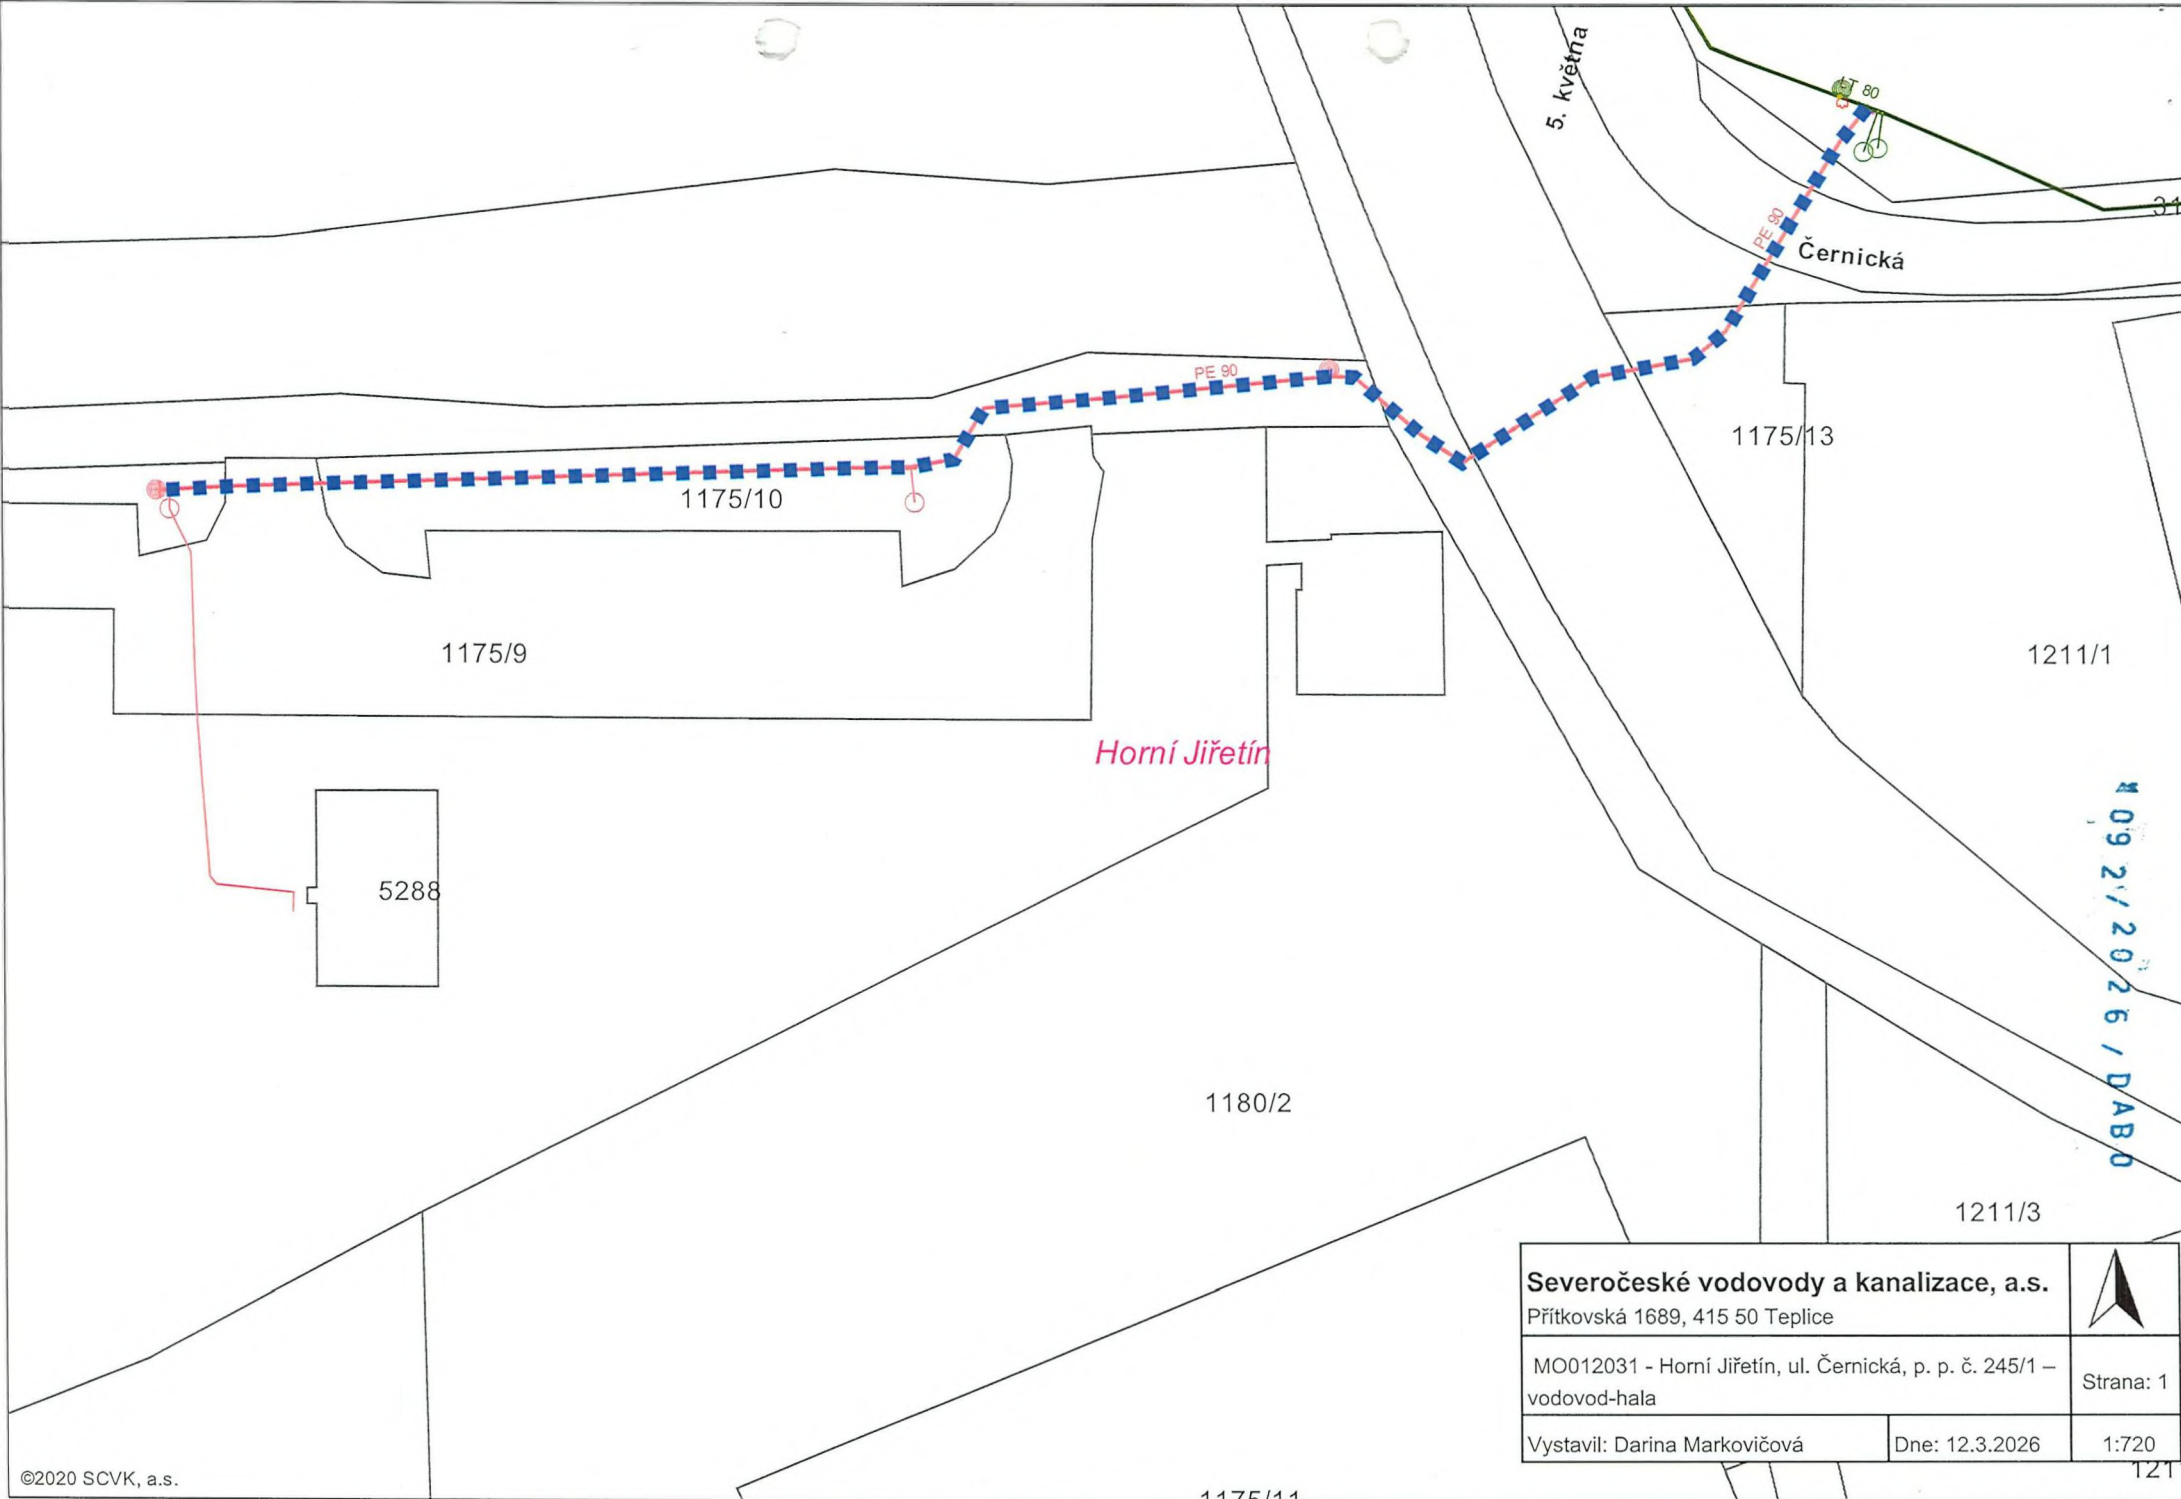 5. května
LT 80
31
PE 90
Černická
PE 90
1175/13
1175/10
1175/9
1211/1
Horní Jiřetín
5288
1180/2
1211/3
/ 2026 / DABO
Severočeské vodovody a kanalizace, a.s.
Přítkovská 1689, 415 50 Teplice
MO012031 - Horní Jiřetín, ul. Černická, p. p. č. 245/1 –
vodovod-hala
Strana: 1
Vystavil: Darina Markovičová
Dne: 12.3.2026
1:720
121
©2020 SCVK, a.s.
1175/11